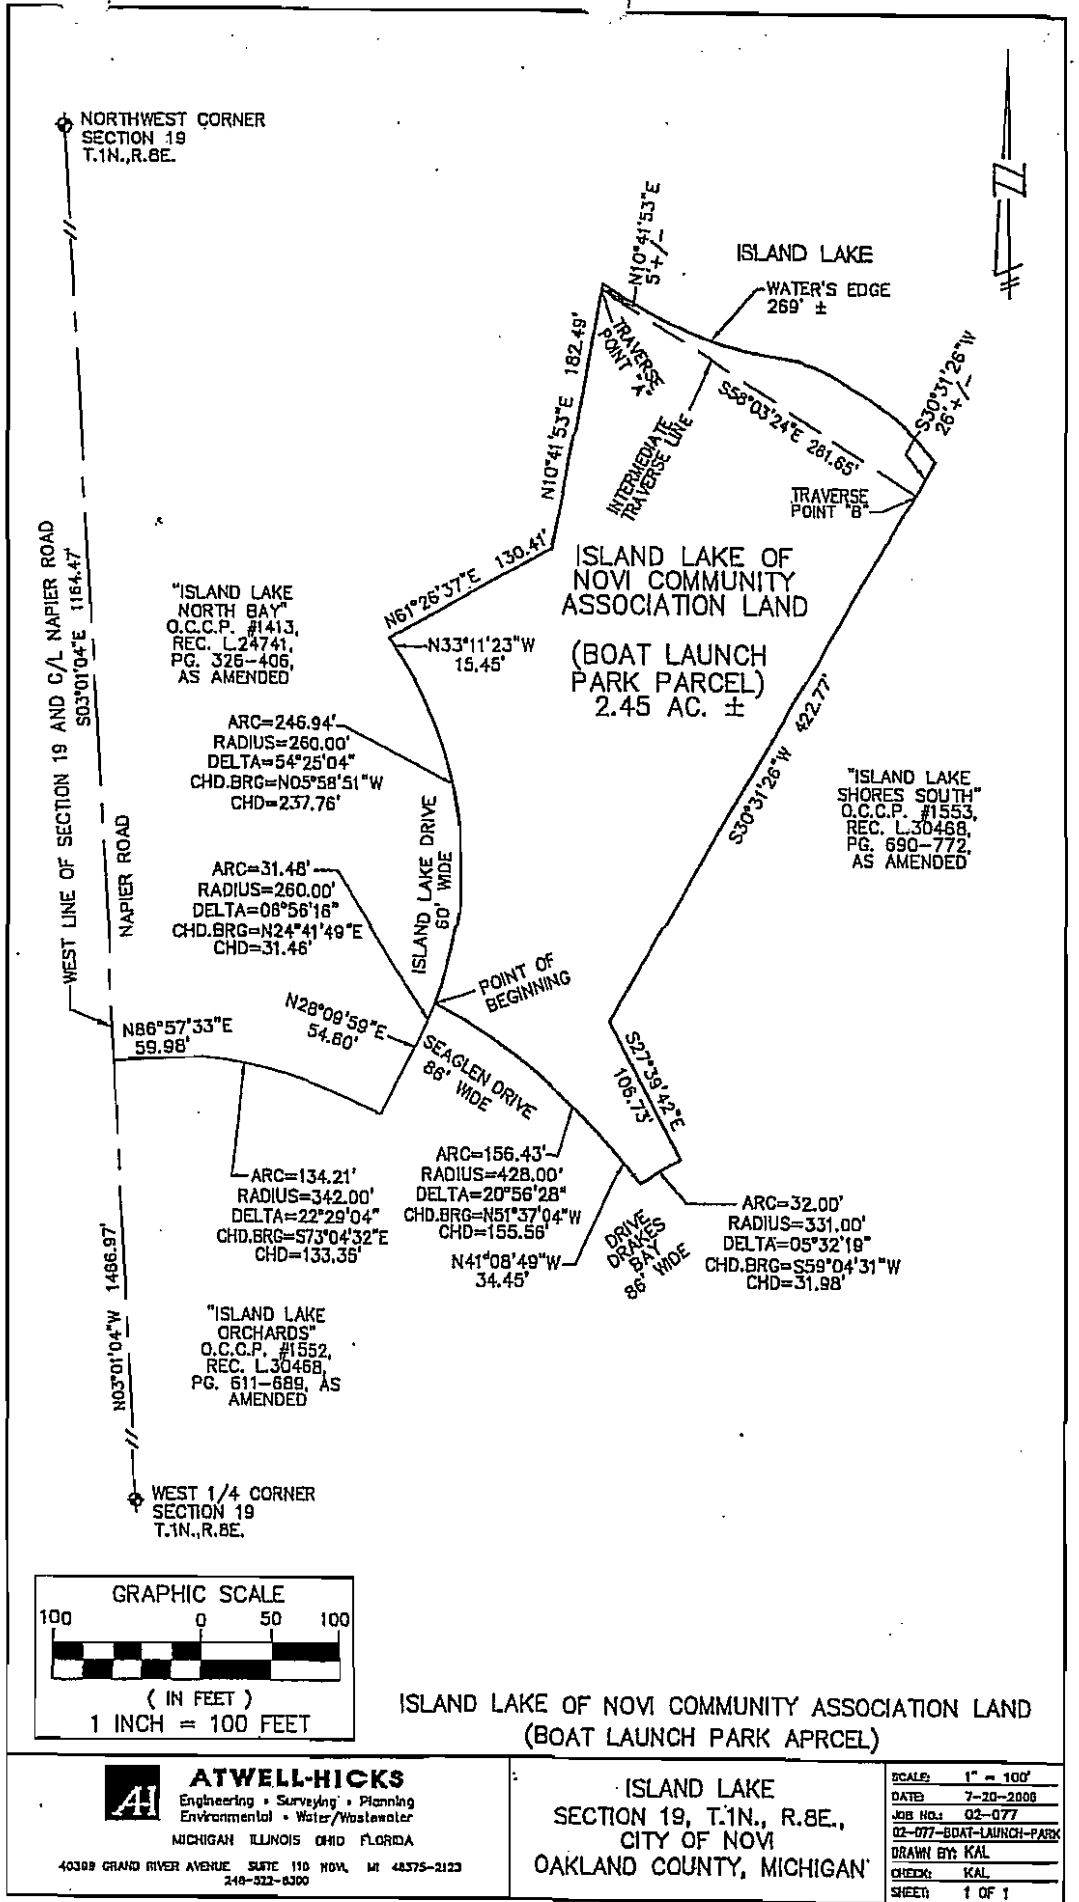 NORTHWEST CORNER
SECTION 19
T.1N.,R.8E.
N10°41'53"E
5'+/-
ISLAND LAKE
WATER'S EDGE
269' ±
TRAVERSE
POINT "A"
N10°41'53"E 182.49'
S30°31'26"W
26'+/-
S58°03'24"E 281.65'
INTERMEDIATE
TRAVERSE LINE
TRAVERSE
POINT "B"
WEST LINE OF SECTION 19 AND C/L NAPIER ROAD
S03°01'04"E 1164.47'
N61°26'37"E 130.41'
ISLAND LAKE OF
NOVI COMMUNITY
ASSOCIATION LAND
(BOAT LAUNCH
PARK PARCEL)
2.45 AC. ±
"ISLAND LAKE
NORTH BAY"
O.C.C.P. #1413,
REC. L.24741,
PG. 326-406,
AS AMENDED
N33°11'23"W
15.45'
S30°31'26"W 422.77'
ARC=246.94'
RADIUS=260.00'
DELTA=54°25'04"
CHD.BRG=N05°58'51"W
CHD=237.76'
"ISLAND LAKE
SHORES SOUTH"
O.C.C.P. #1553,
REC. L.30468,
PG. 690-772,
AS AMENDED
NAPIER ROAD
ISLAND LAKE DRIVE
60' WIDE
ARC=31.48'
RADIUS=260.00'
DELTA=06°56'16"
CHD.BRG=N24°41'49"E
CHD=31.46'
POINT OF
BEGINNING
N86°57'33"E
59.98'
N28°09'59"E
54.60'
SEAGLEN DRIVE
86' WIDE
S27°39'42"E
106.73'
ARC=134.21'
RADIUS=342.00'
DELTA=22°29'04"
CHD.BRG=S73°04'32"E
CHD=133.35'
ARC=156.43'
RADIUS=428.00'
DELTA=20°56'28"
CHD.BRG=N51°37'04"W
CHD=155.56'
N41°08'49"W
34.45'
DRIVE
DRAKES
BAY
86' WIDE
ARC=32.00'
RADIUS=331.00'
DELTA=05°32'19"
CHD.BRG=S59°04'31"W
CHD=31.98'
N03°01'04"W 1466.97'
"ISLAND LAKE
ORCHARDS"
O.C.C.P. #1552,
REC. L.30468,
PG. 611-689, AS
AMENDED
WEST 1/4 CORNER
SECTION 19
T.1N.,R.8E.
GRAPHIC SCALE
100 0 50 100
( IN FEET )
1 INCH = 100 FEET
ISLAND LAKE OF NOVI COMMUNITY ASSOCIATION LAND
(BOAT LAUNCH PARK APRCEL)
AH
ATWELL-HICKS
Engineering • Surveying • Planning
Environmental • Water/Wastewater
MICHIGAN ILLINOIS OHIO FLORIDA
40399 GRAND RIVER AVENUE SUITE 110 NOVI, MI 48375-2123
248-522-8300
ISLAND LAKE
SECTION 19, T.1N., R.8E.,
CITY OF NOVI
OAKLAND COUNTY, MICHIGAN
SCALE: 1" = 100'
DATE: 7-20-2006
JOB NO.: 02-077
02-077-BOAT-LAUNCH-PARK
DRAWN BY: KAL
CHECK: KAL
SHEET: 1 OF 1